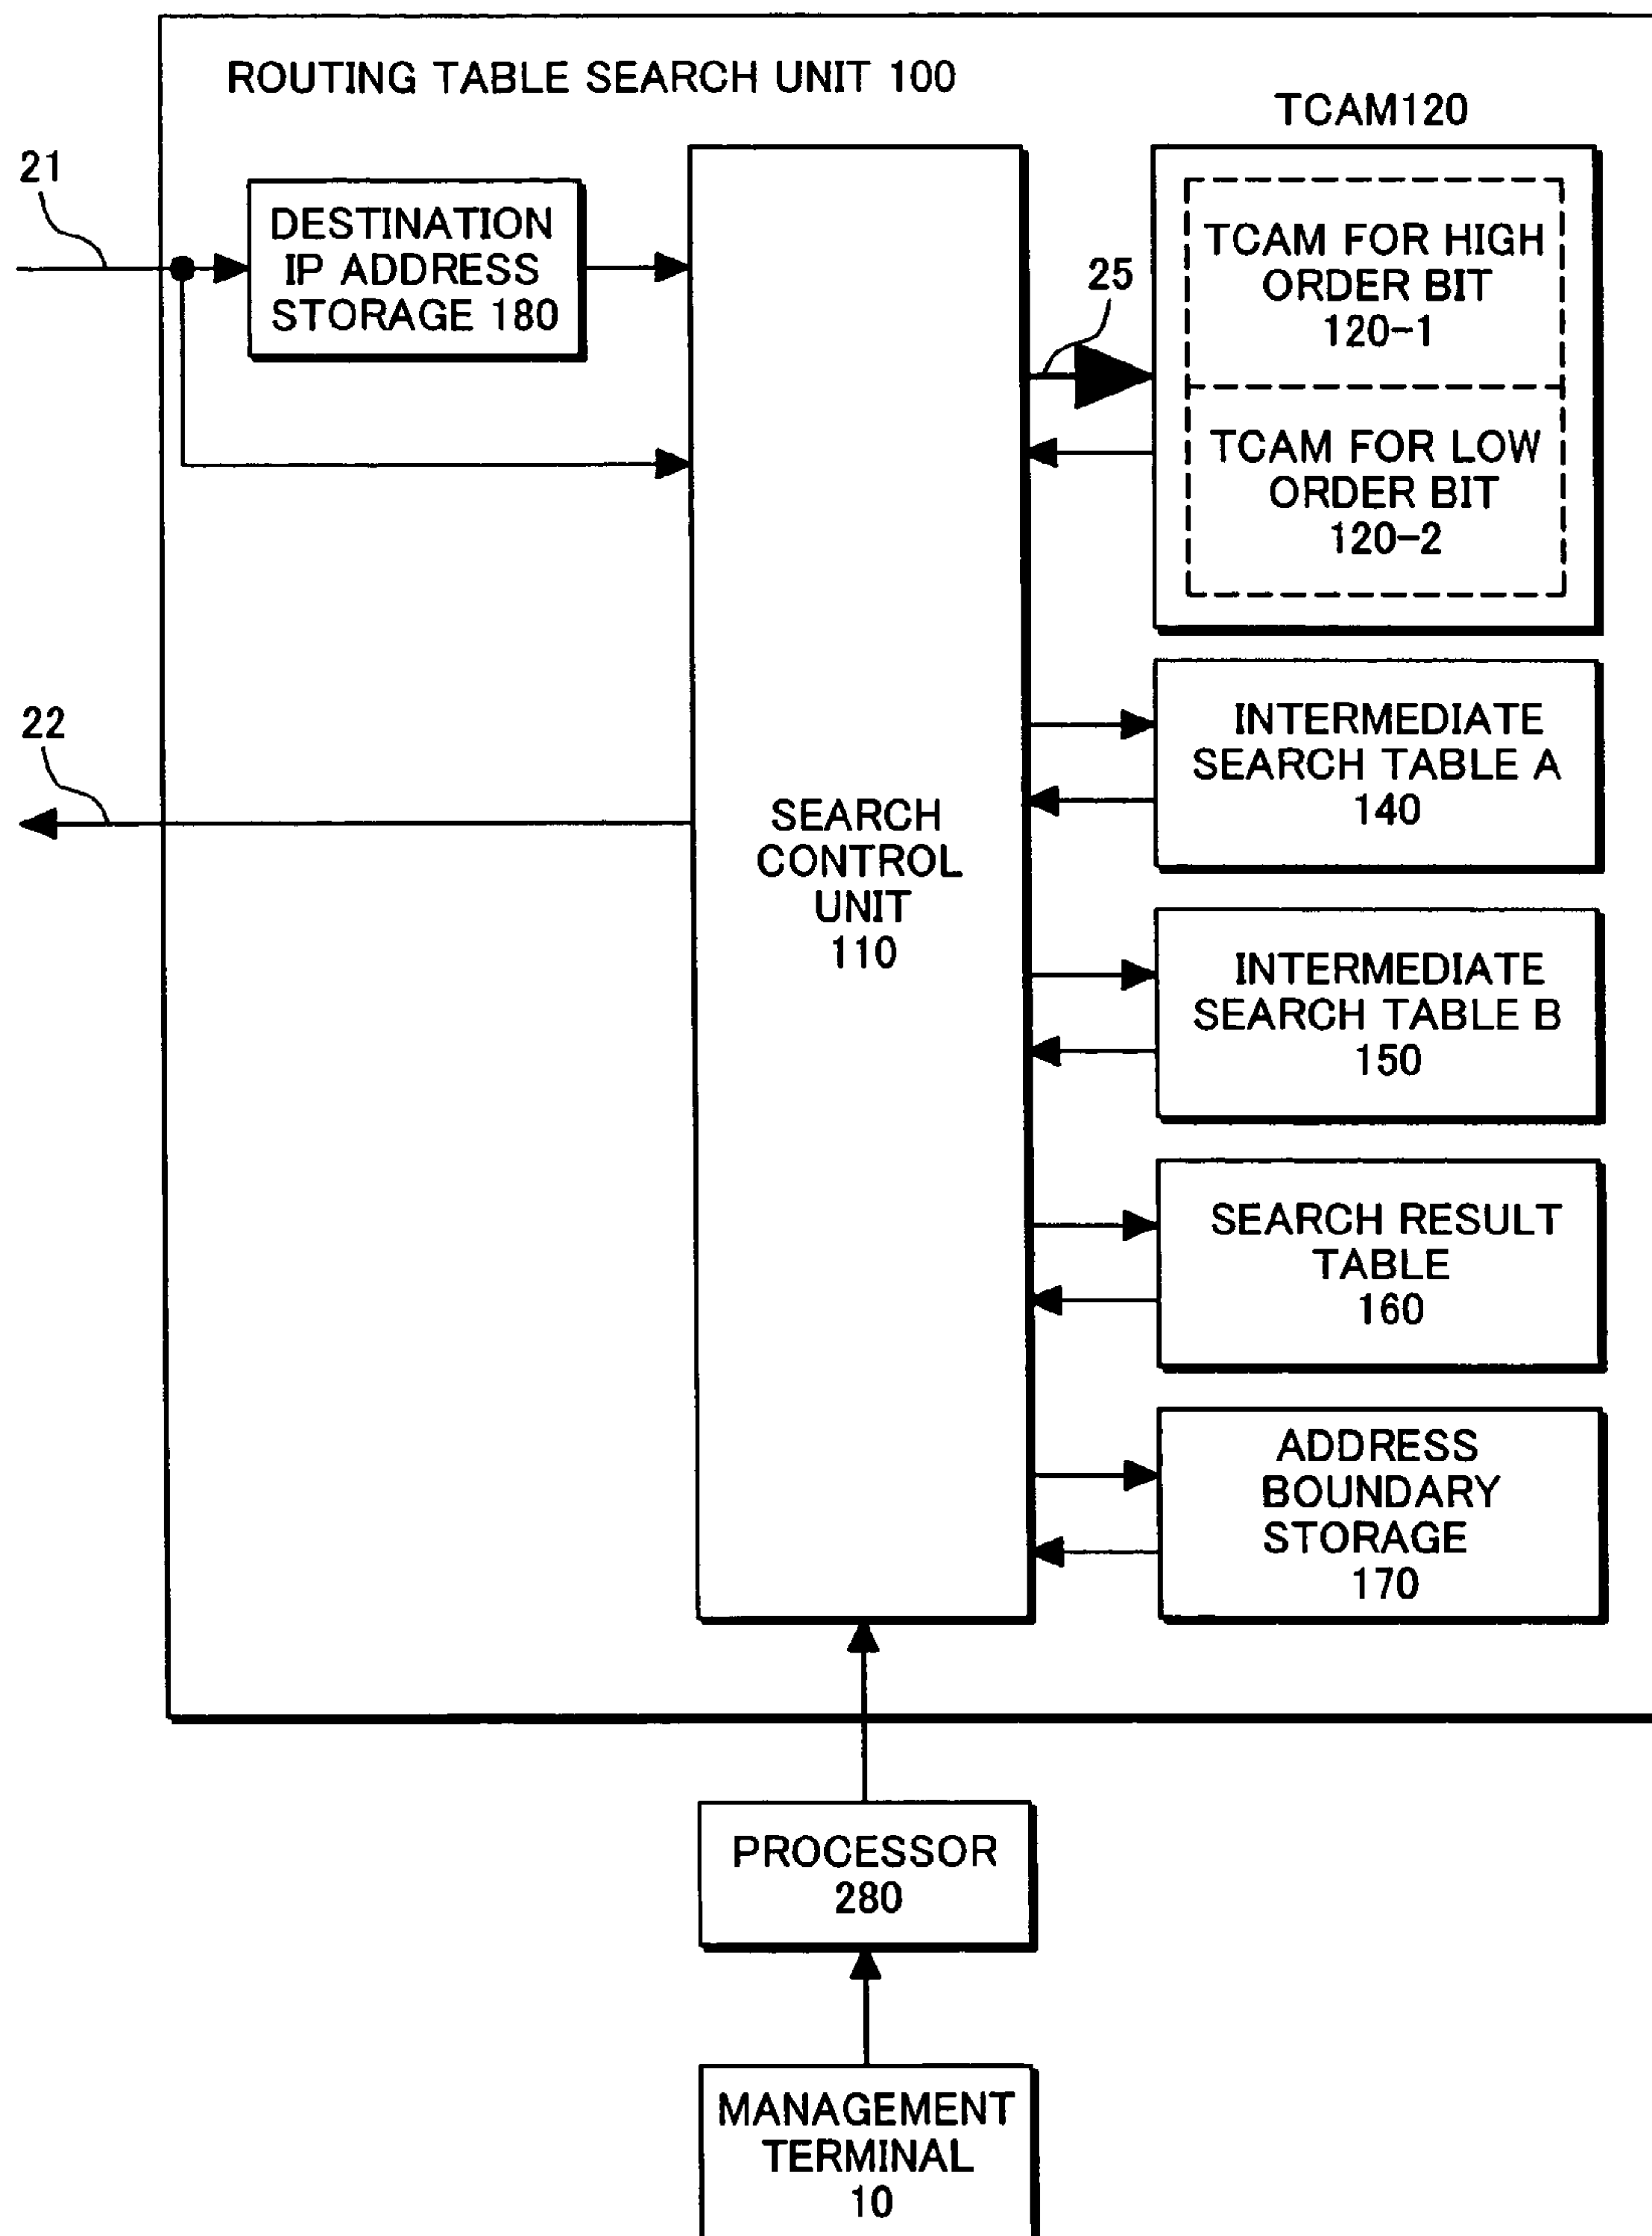 ROUTING TABLE SEARCH UNIT 100
TCAM120
21
DESTINATION
IP ADDRESS
STORAGE 180
TCAM FOR HIGH
ORDER BIT
120-1
25
TCAM FOR LOW
ORDER BIT
120-2
22
SEARCH
CONTROL
UNIT
110
INTERMEDIATE
SEARCH TABLE A
140
INTERMEDIATE
SEARCH TABLE B
150
SEARCH RESULT
TABLE
160
ADDRESS
BOUNDARY
STORAGE
170
PROCESSOR
280
MANAGEMENT
TERMINAL
10